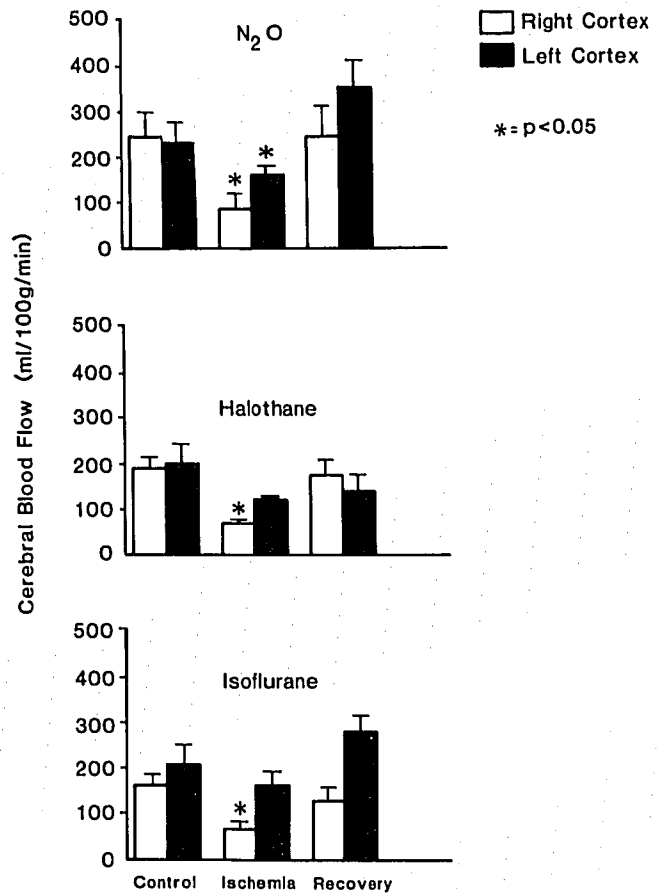 N2O
Right Cortex
Left Cortex
*= p<0.05
Cerebral Blood Flow (ml/100g/min)
500
400
300
200
100
0
*
*
Halothane
500
400
300
200
100
0
*
Isoflurane
500
400
300
200
100
0
*
Control Ischemia Recovery